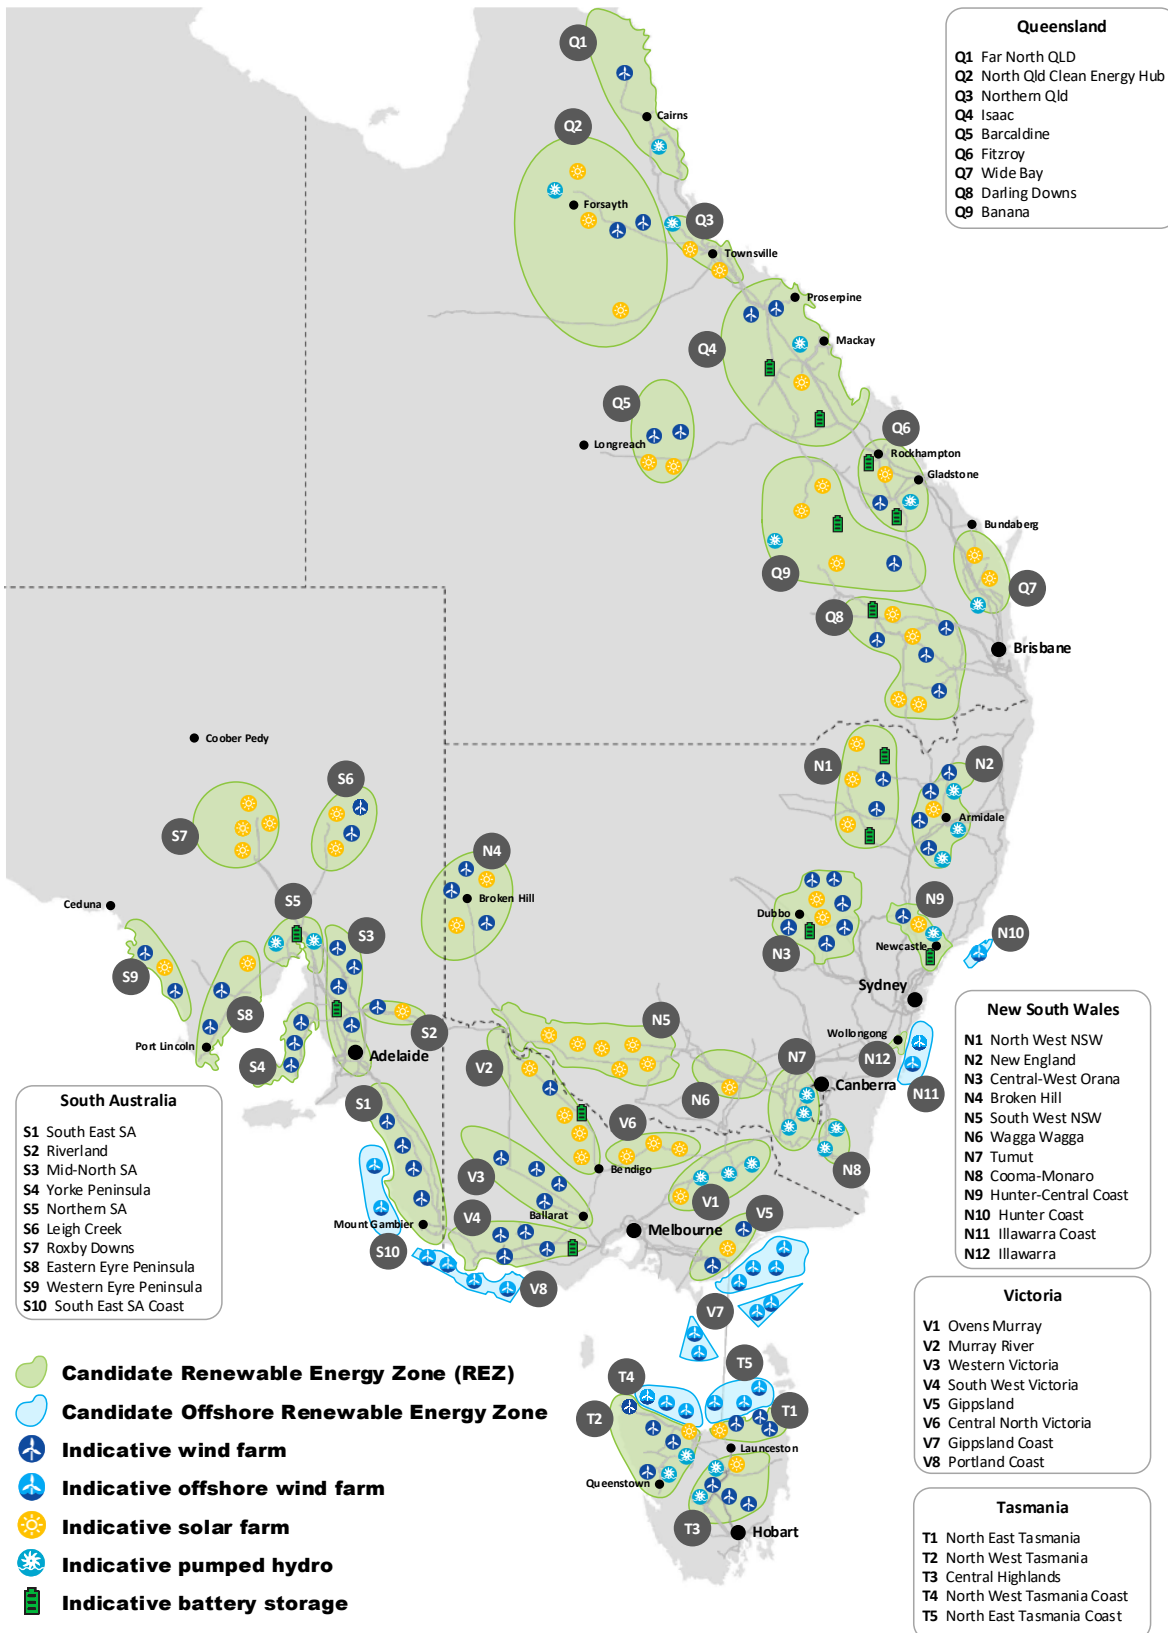 Queensland
Q1 Far North QLD
Q2 North Qld Clean Energy Hub
Q3 Northern Qld
Q4 Isaac
Q5 Barcaldine
Q6 Fitzroy
Q7 Wide Bay
Q8 Darling Downs
Q9 Banana
Q1
Cairns
Q2
Forsayth
Q3
Townsville
Proserpine
Mackay
Q4
Q5
Longreach
Q6
Rockhampton
Gladstone
Bundaberg
Q9
Q7
Q8
Brisbane
Coober Pedy
N1
N2
S6
S7
Armidale
N4
Broken Hill
Ceduna
S5
S3
Dubbo
N9
N10
Newcastle
N3
S9
Sydney
S8
S2
N5
Wollongong
Port Lincoln
Adelaide
S4
V2
N7
N12
Canberra
N11
S1
N6
V6
Bendigo
N8
V3
V1
Ballarat
V4
V5
Mount Gambier
Melbourne
S10
V8
V7
T5
T4
T2
T1
Launceston
Queenstown
T3
Hobart
South Australia
S1 South East SA
S2 Riverland
S3 Mid-North SA
S4 Yorke Peninsula
S5 Northern SA
S6 Leigh Creek
S7 Roxby Downs
S8 Eastern Eyre Peninsula
S9 Western Eyre Peninsula
S10 South East SA Coast
New South Wales
N1 North West NSW
N2 New England
N3 Central-West Orana
N4 Broken Hill
N5 South West NSW
N6 Wagga Wagga
N7 Tumut
N8 Cooma-Monaro
N9 Hunter-Central Coast
N10 Hunter Coast
N11 Illawarra Coast
N12 Illawarra
Victoria
V1 Ovens Murray
V2 Murray River
V3 Western Victoria
V4 South West Victoria
V5 Gippsland
V6 Central North Victoria
V7 Gippsland Coast
V8 Portland Coast
Tasmania
T1 North East Tasmania
T2 North West Tasmania
T3 Central Highlands
T4 North West Tasmania Coast
T5 North East Tasmania Coast
Candidate Renewable Energy Zone (REZ)
Candidate Offshore Renewable Energy Zone
Indicative wind farm
Indicative offshore wind farm
Indicative solar farm
Indicative pumped hydro
Indicative battery storage